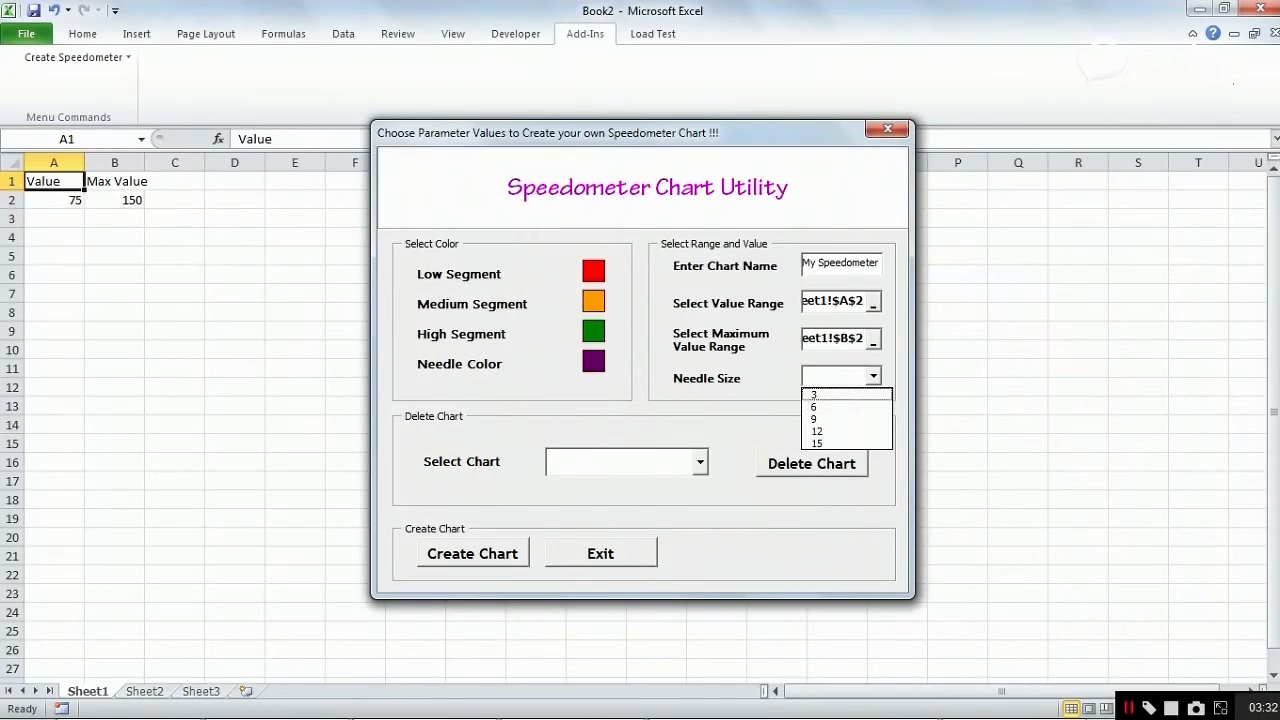 Book2 - Microsoft Excel
File Home Insert Page Layout Formulas Data Review View Developer Add-Ins Load Test
Create Speedometer
Menu Commands
A1 fx Value
A B C D E F P Q R S T U
1 Value Max Value
2 75 150
3
4
5
6
7
8
9
10
11
12
13
14
15
16
17
18
19
20
21
22
23
24
25
26
27
Choose Parameter Values to Create your own Speedometer Chart !!!
Speedometer Chart Utility
Select Color
Low Segment
Medium Segment
High Segment
Needle Color
Select Range and Value
Enter Chart Name My Speedometer
Select Value Range eet1!$A$2
Select Maximum
Value Range eet1!$B$2
Needle Size
3
6
9
12
15
Delete Chart
Select Chart Delete Chart
Create Chart
Create Chart Exit
Sheet1 Sheet2 Sheet3
Ready 03:32